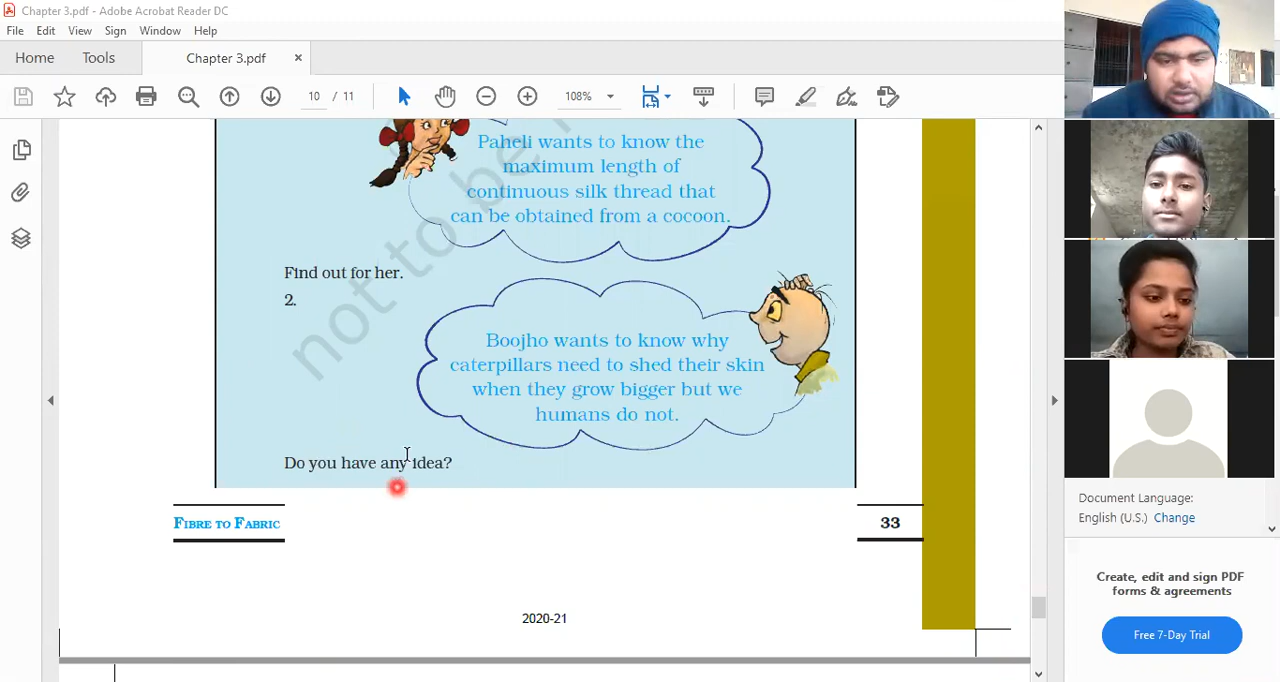 Chapter 3.pdf - Adobe Acrobat Reader DC
File Edit View Sign Window Help
Home Tools Chapter 3.pdf ×
10 / 11 108%
Paheli wants to know the
maximum length of
continuous silk thread that
can be obtained from a cocoon.
Find out for her.
2.
Boojho wants to know why
caterpillars need to shed their skin
when they grow bigger but we
humans do not.
Do you have any idea?
FIBRE TO FABRIC 33
2020-21
not to be
Document Language:
English (U.S.) Change
Create, edit and sign PDF
forms & agreements
Free 7-Day Trial